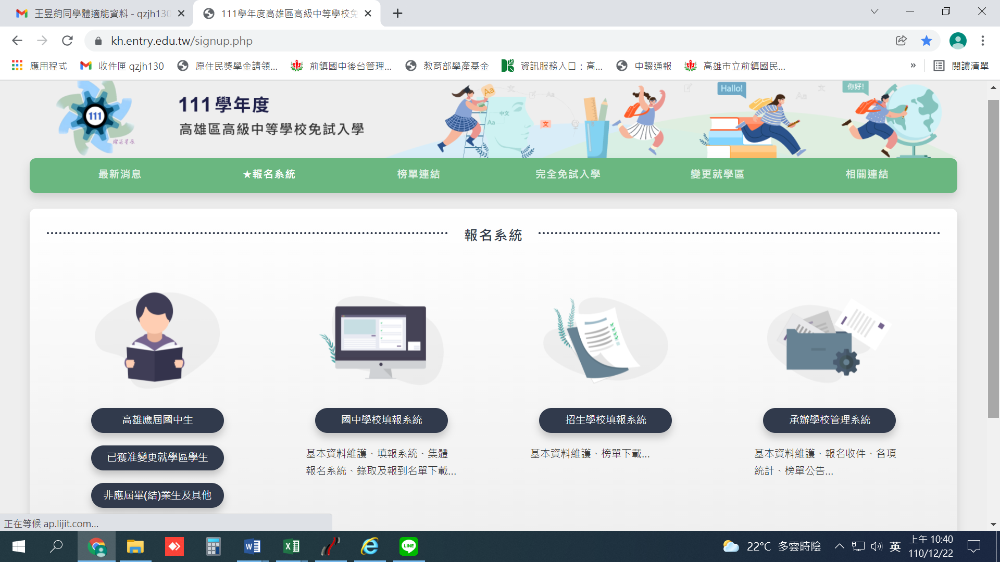 王昱鈞同學體適能資料 - qzjh130
111學年度高雄區高級中等學校免
kh.entry.edu.tw/signup.php
應用程式
收件匣 qzjh130
原住民獎學金請領...
前鎮國中後台管理...
教育部學產基金
資訊服務入口：高...
中輟通報
高雄市立前鎮國民...
»
閱讀清單
111
111學年度
高雄區高級中等學校免試入學
Aa
中文
Aa
文
文
Aa
Hallo!
文
Aa
你好!
最新消息
★報名系統
榜單連結
完全免試入學
變更就學區
相關連結
報名系統
高雄應屆國中生
已獲准變更就學區學生
非應屆畢(結)業生及其他
國中學校填報系統
基本資料維護、填報系統、集體
報名系統、錄取及報到名單下載...
招生學校填報系統
基本資料維護、榜單下載...
承辦學校管理系統
基本資料維護、報名收件、各項
統計、榜單公告...
正在等候 ap.lijit.com...
LINE
22°C 多雲時陰
英
上午 10:40
110/12/22